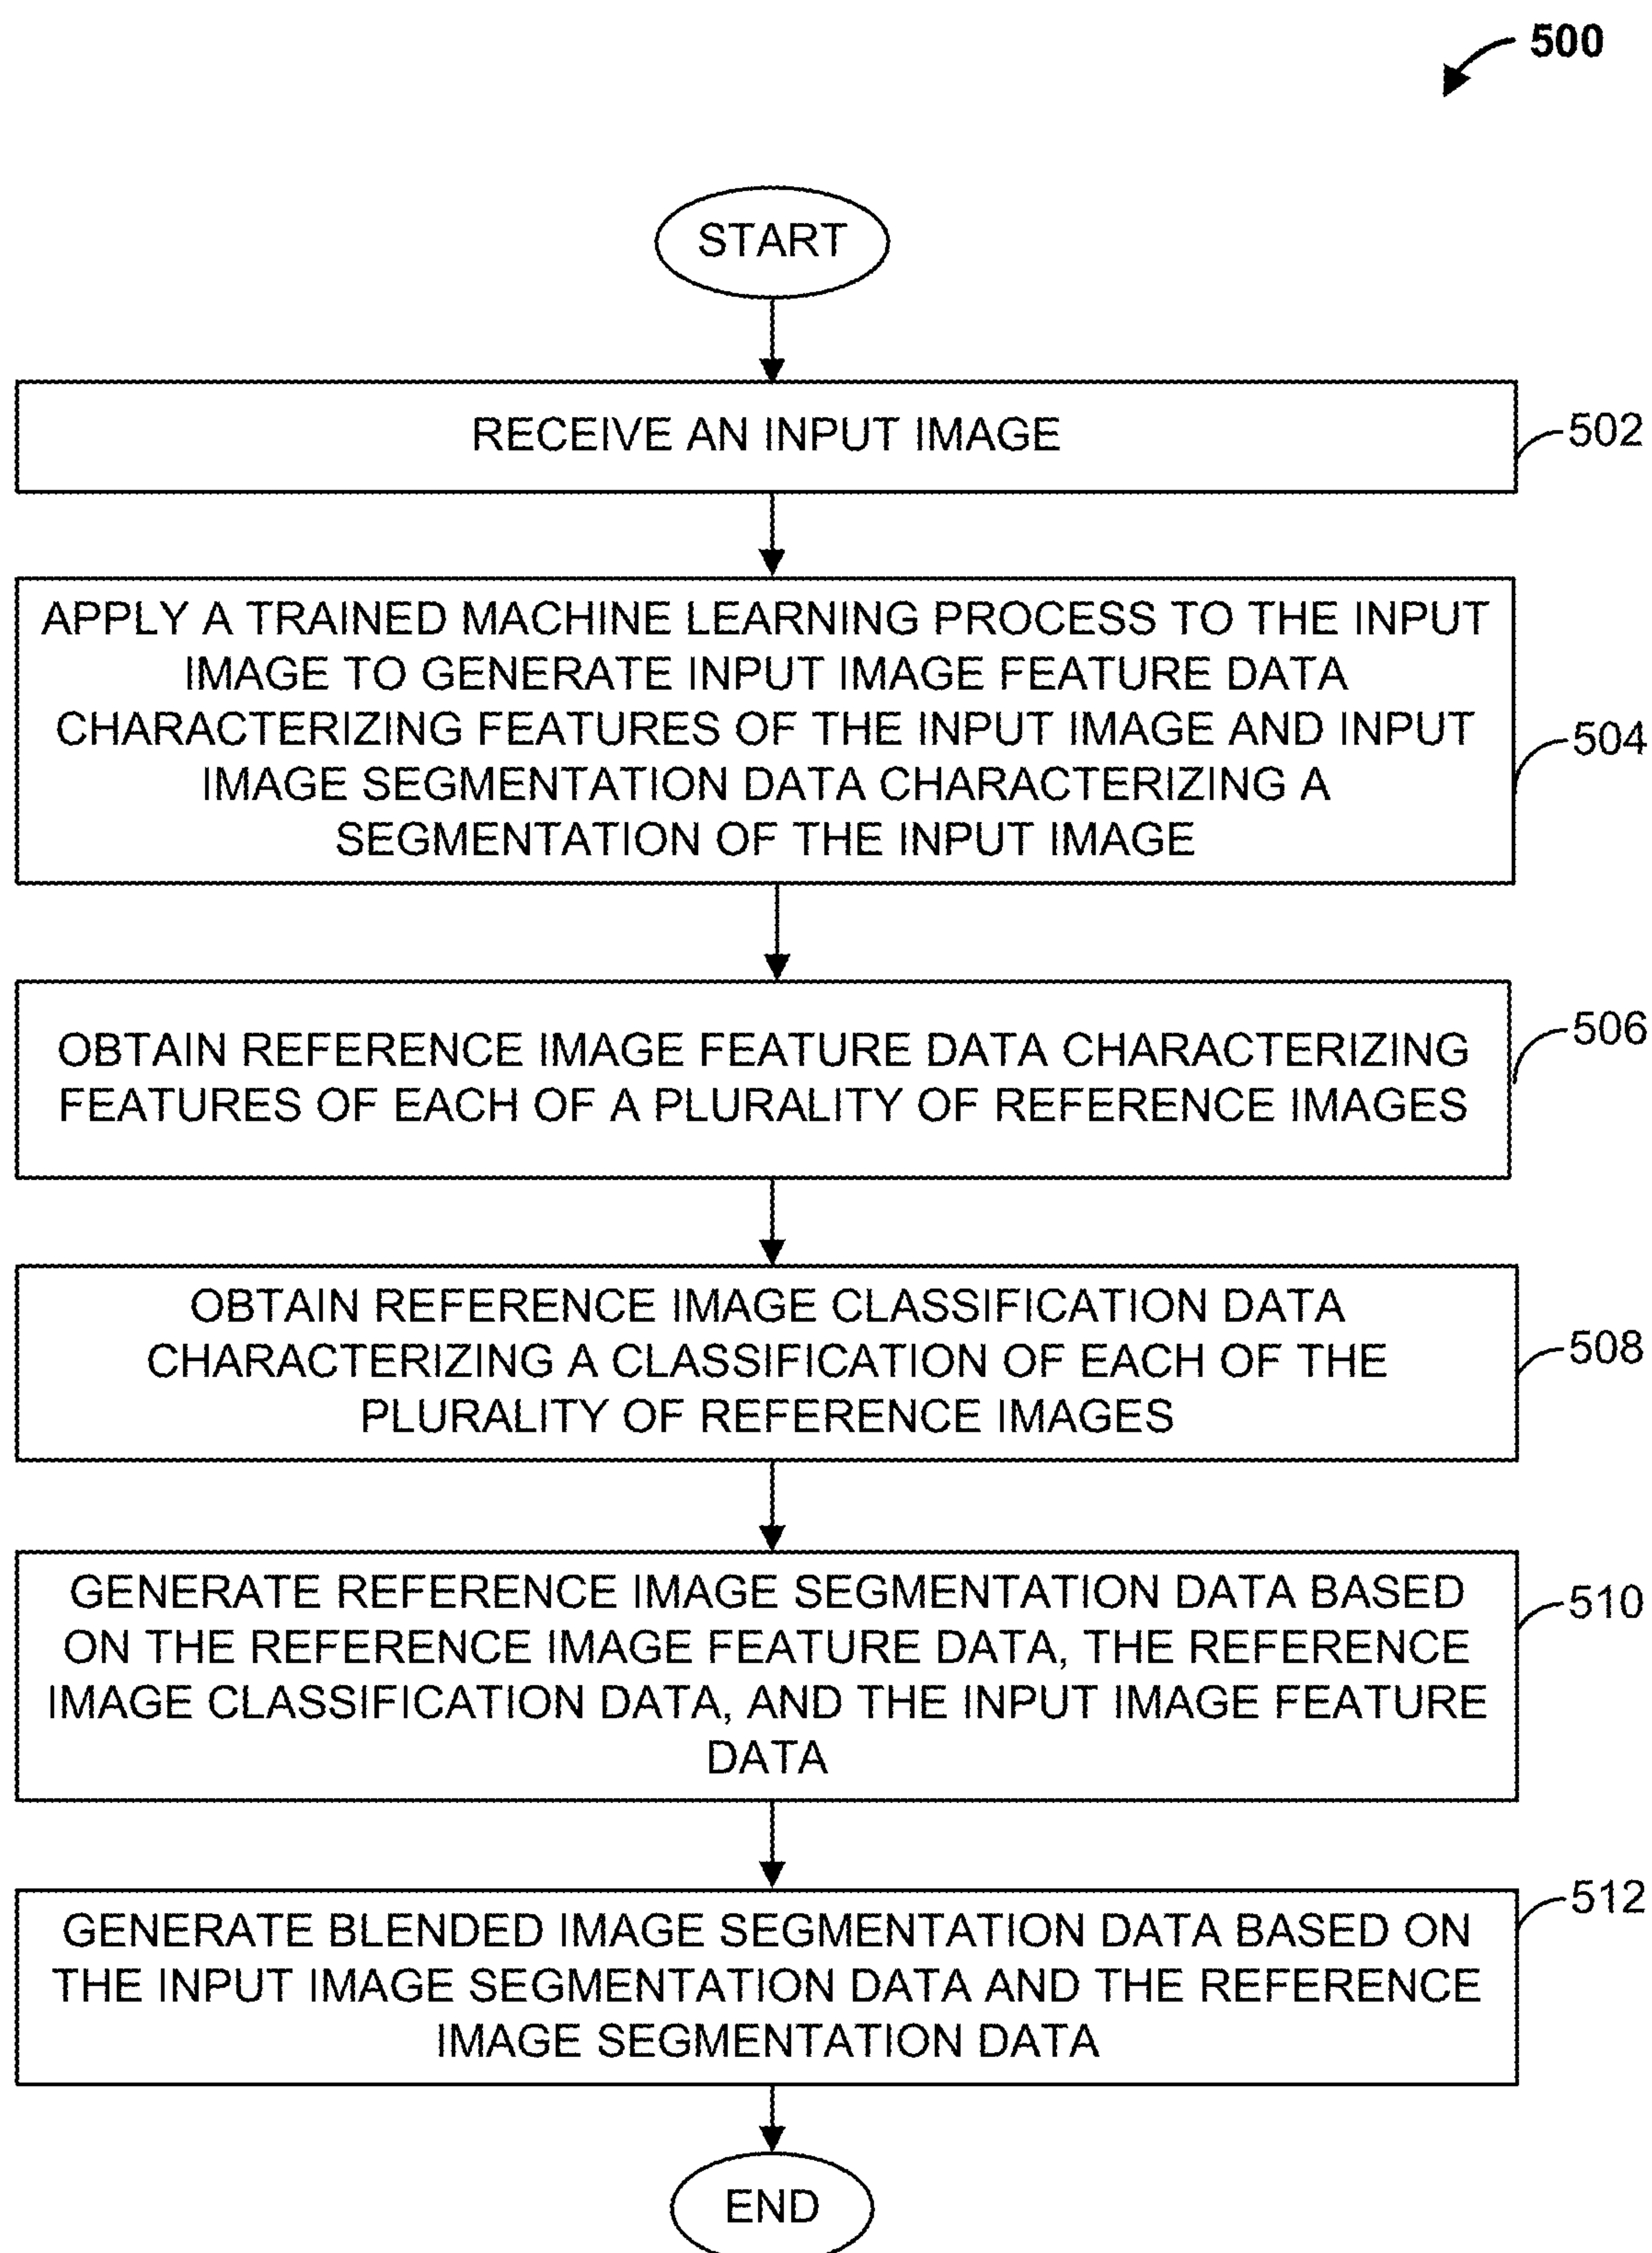 500
START
RECEIVE AN INPUT IMAGE
502
APPLY A TRAINED MACHINE LEARNING PROCESS TO THE INPUT
IMAGE TO GENERATE INPUT IMAGE FEATURE DATA
CHARACTERIZING FEATURES OF THE INPUT IMAGE AND INPUT
IMAGE SEGMENTATION DATA CHARACTERIZING A
SEGMENTATION OF THE INPUT IMAGE
504
OBTAIN REFERENCE IMAGE FEATURE DATA CHARACTERIZING
FEATURES OF EACH OF A PLURALITY OF REFERENCE IMAGES
506
OBTAIN REFERENCE IMAGE CLASSIFICATION DATA
CHARACTERIZING A CLASSIFICATION OF EACH OF THE
PLURALITY OF REFERENCE IMAGES
508
GENERATE REFERENCE IMAGE SEGMENTATION DATA BASED
ON THE REFERENCE IMAGE FEATURE DATA, THE REFERENCE
IMAGE CLASSIFICATION DATA, AND THE INPUT IMAGE FEATURE
DATA
510
GENERATE BLENDED IMAGE SEGMENTATION DATA BASED ON
THE INPUT IMAGE SEGMENTATION DATA AND THE REFERENCE
IMAGE SEGMENTATION DATA
512
END